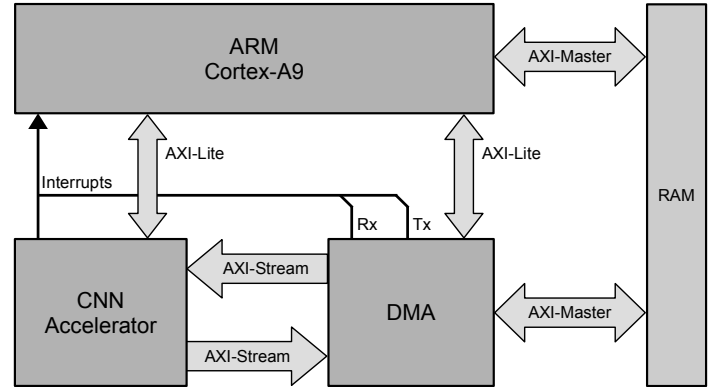 ARM
Cortex-A9
AXI-Master
AXI-Lite
AXI-Lite
Interrupts
RAM
Rx
Tx
AXI-Stream
CNN
Accelerator
DMA
AXI-Master
AXI-Stream